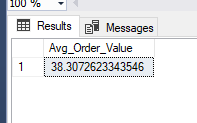 100 %
Results Messages
Avg_Order_Value
1 38.3072623343546